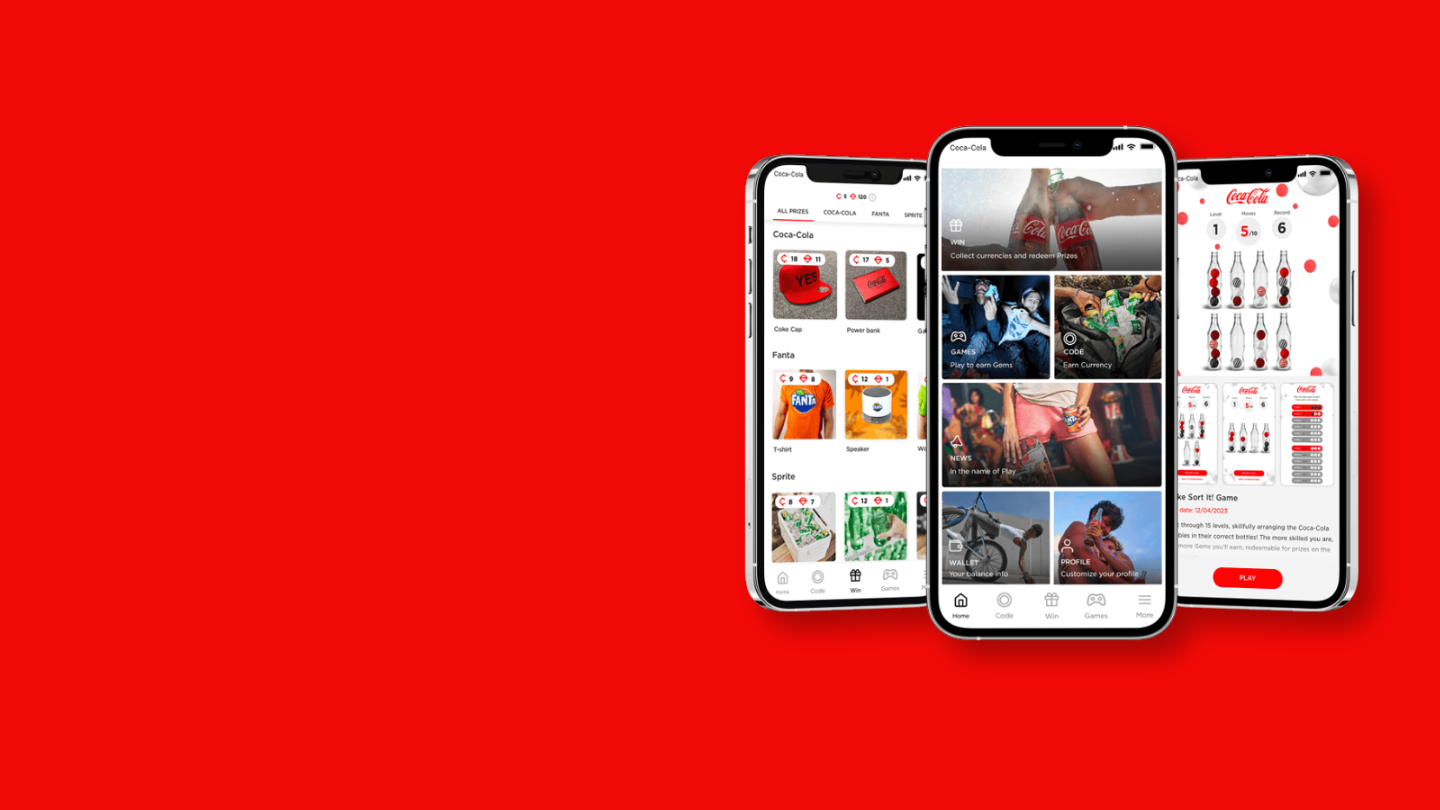 Coca-Cola
5 120
ALL PRIZES COCA-COLA FANTA SPRITE
Coca-Cola
18 11
17 5
YES
Coca-Cola
Coke Cap
Power bank
Fanta
9 8
12 1
FANTA
T-shirt
Speaker
Sprite
8 7
12 1
Home Code Win Games
Coca-Cola
Coca-Cola
WIN
Collect currencies and redeem Prizes
GAMES
Play to earn Gems
CODE
Earn Currency
NEWS
In the name of Play
WALLET
Your balance info
PROFILE
Customize your profile
Home Code Win Games More
Coca-Cola
Level Moves Record
1 5/10 6
ke Sort It! Game
date: 12/04/2023
through 15 levels, skillfully arranging the Coca-Cola
bles in their correct bottles! The more skilled you are,
more Gems you'll earn, redeemable for prizes on the
PLAY